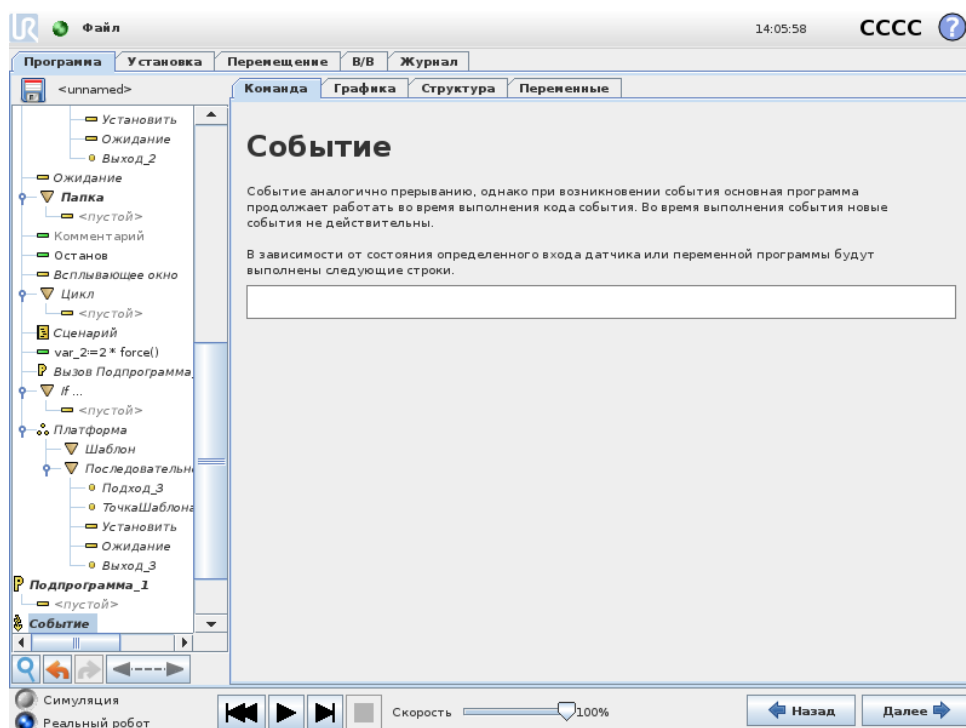 Файл
14:05:58
CCCC
?
Программа Установка Перемещение В/В Журнал
<unnamed>
Команда Графика Структура Переменные
Установить
Ожидание
Выход_2
Ожидание
Папка
<пустой>
Комментарий
Останов
Всплывающее окно
Цикл
<пустой>
Сценарий
var_2:=2 * force()
Вызов Подпрограмма_
If ...
<пустой>
Платформа
Шаблон
Последовательн
Подход_3
ТочкаШаблона
Установить
Ожидание
Выход_3
Подпрограмма_1
<пустой>
Событие
Событие
Событие аналогично прерыванию, однако при возникновении события основная программа
продолжает работать во время выполнения кода события. Во время выполнения события новые
события не действительны.
В зависимости от состояния определенного входа датчика или переменной программы будут
выполнены следующие строки.
Симуляция
Реальный робот
Скорость 100%
Назад
Далее